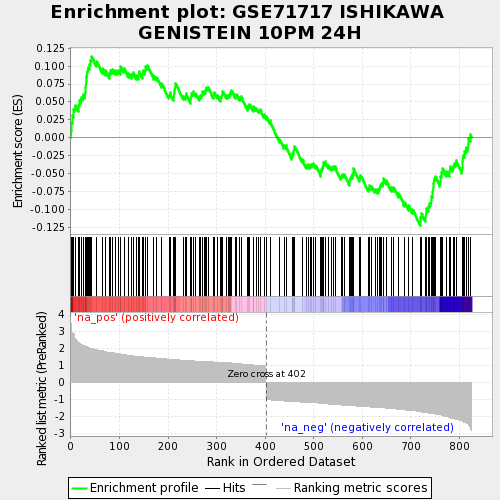 Enrichment plot: GSE71717 ISHIKAWA
GENISTEIN 10PM 24H
Enrichment score (ES)
0.125
0.100
0.075
0.050
0.025
0.000
-0.025
-0.050
-0.075
-0.100
-0.125
'na_pos' (positively correlated)
Ranked list metric (PreRanked)
4
3
2
1
0
-1
-2
-3
Zero cross at 402
'na_neg' (negatively correlated)
0
100
200
300
400
500
600
700
800
Rank in Ordered Dataset
Enrichment profile
Hits
Ranking metric scores